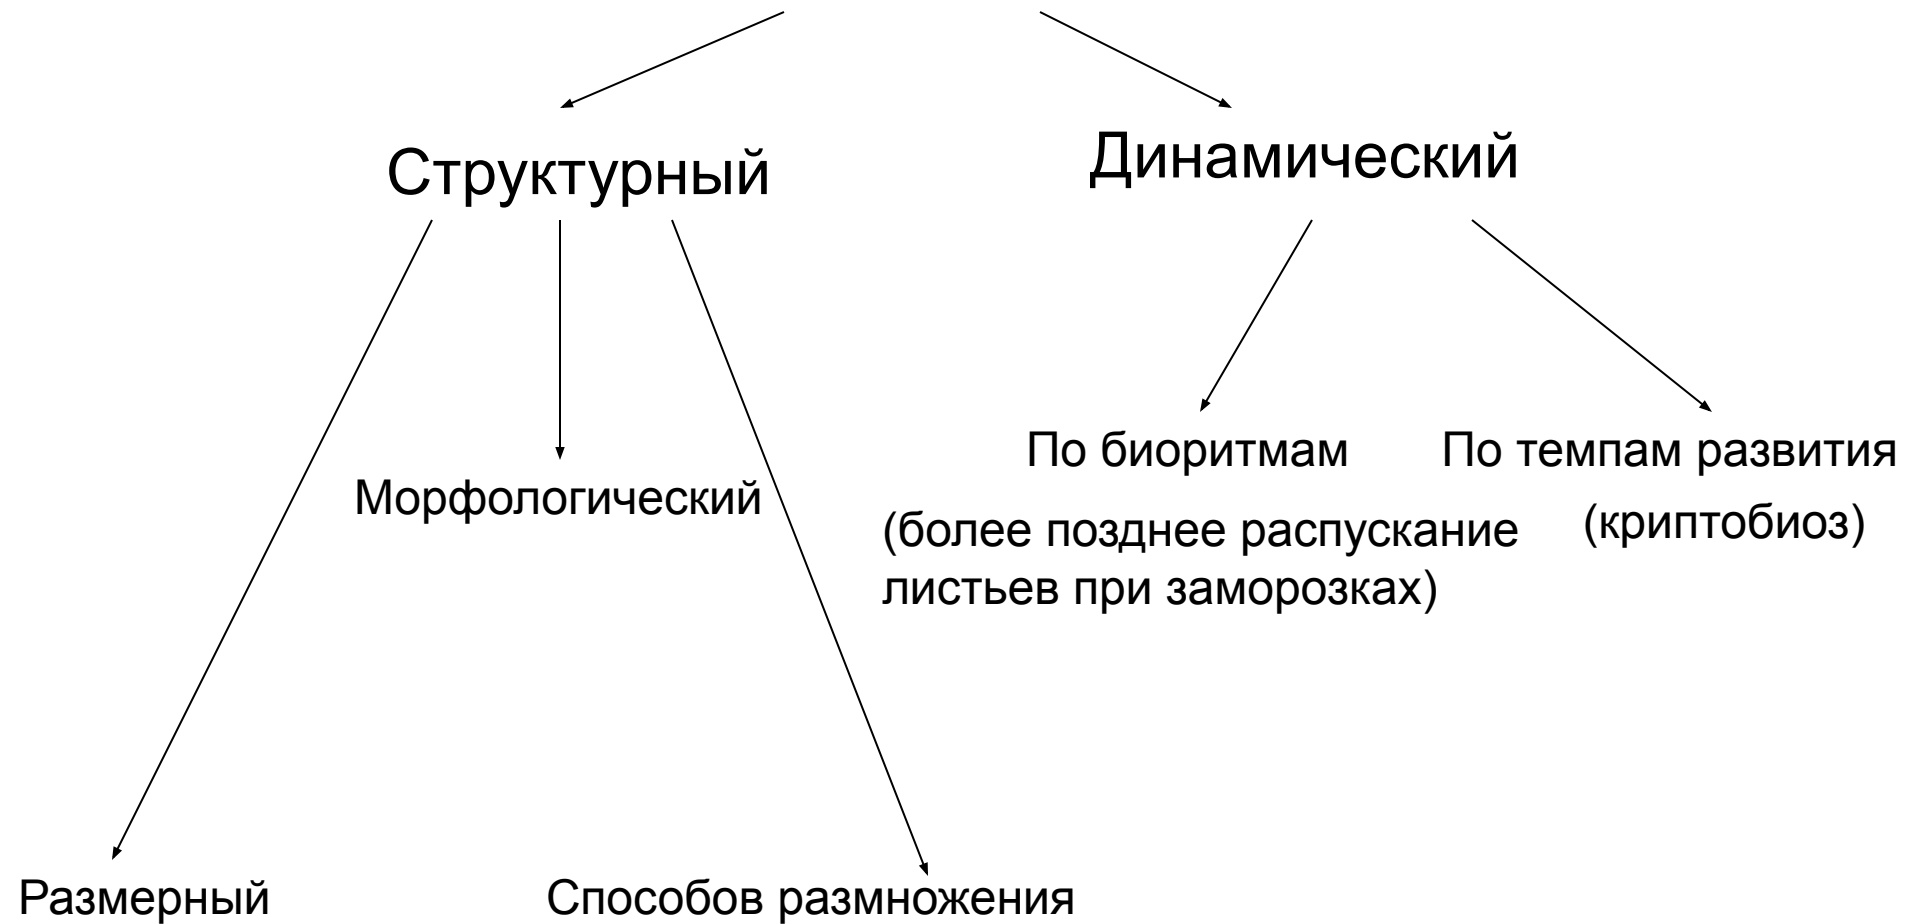 Структурный
Динамический
По биоритмам
По темпам развития
Морфологический
(более позднее распускание
листьев при заморозках)
(криптобиоз)
Размерный
Способов размножения